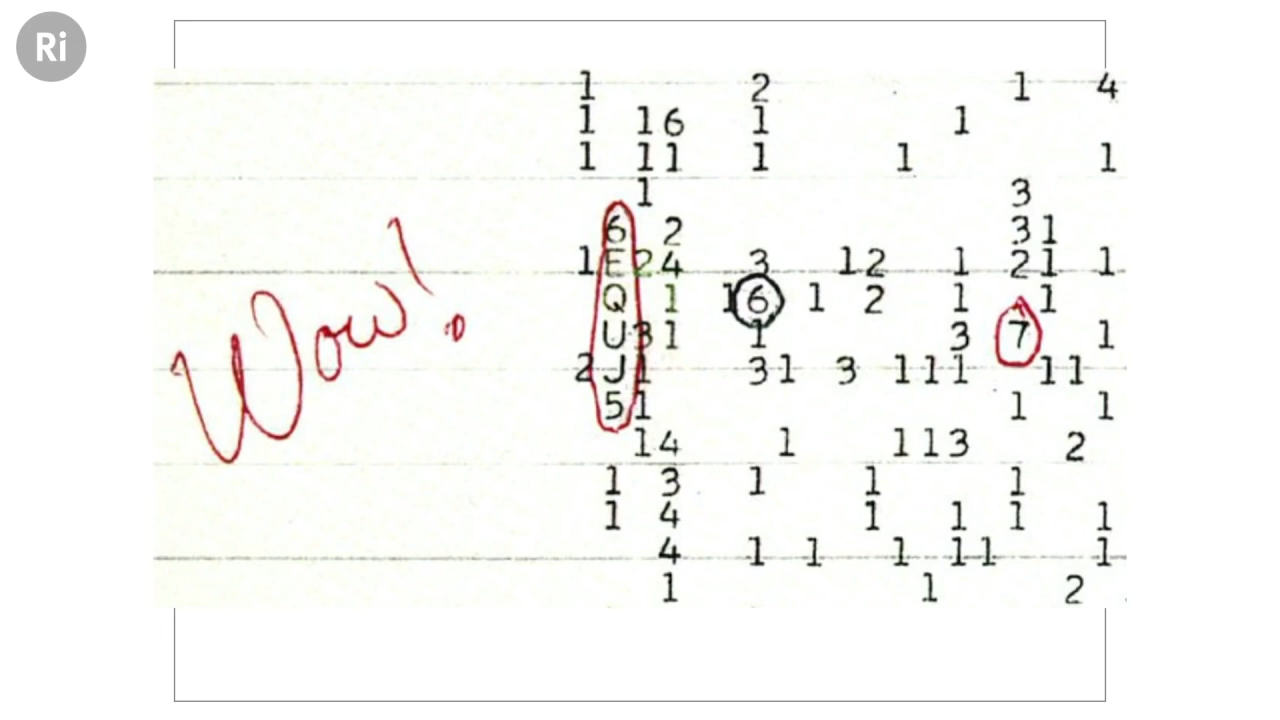 Ri
1 2 1 4
1 16 1 1
1 11 1 1 1
1 3
6 2 31
1E24 3 12 1 21 1
Q 1 16 1 2 1 1
U31 1 3 7 1
2J1 31 3 111 11
51 1 1
14 1 113 2
1 3 1 1 1
1 4 1 1 1 1
4 1 1 1 11 1
1 1 2
Wow!